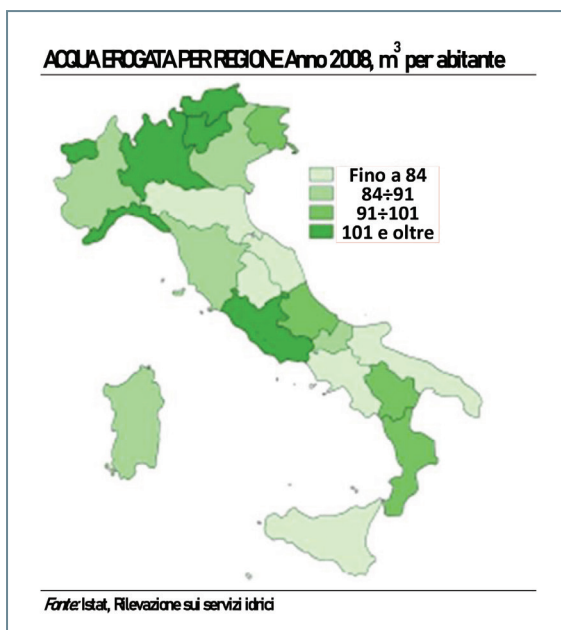 ACQUA EROGATA PER REGIONE Anno 2008, m³ per abitante
Fino a 84
84÷91
91÷101
101 e oltre
Fonte: Istat, Rilevazione sui servizi idrici